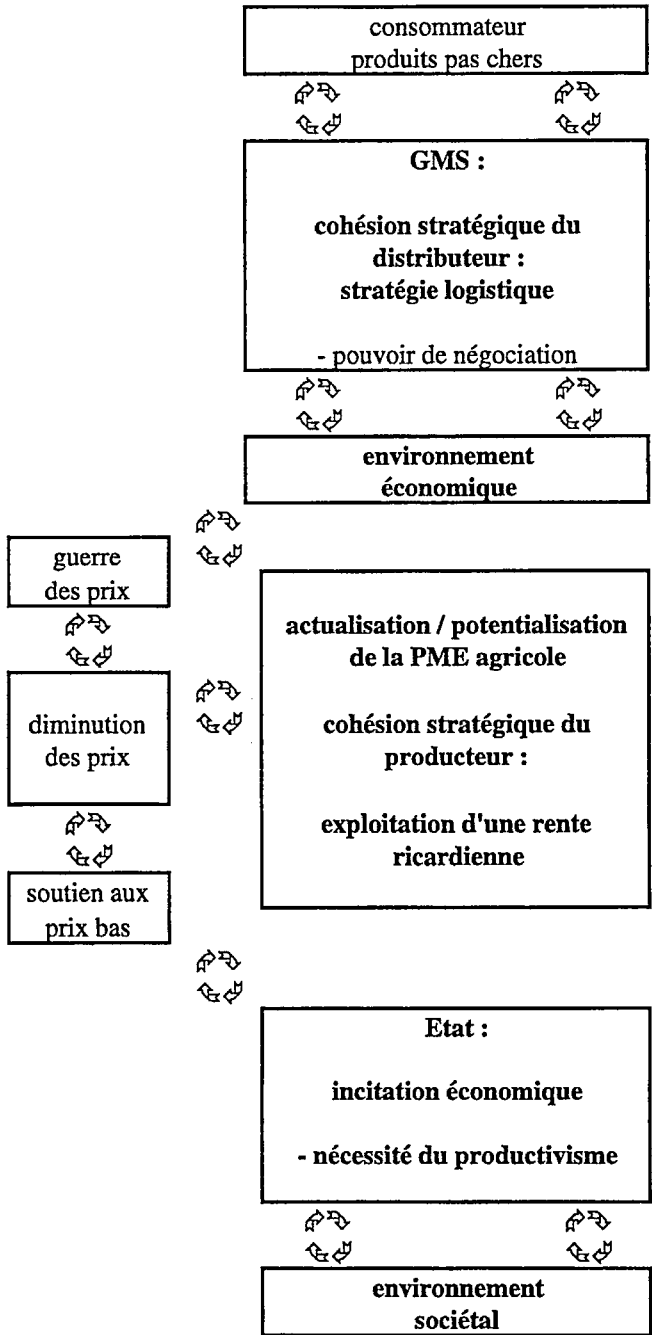 consommateur
produits pas chers
GMS :
cohésion stratégique du
distributeur :
stratégie logistique
- pouvoir de négociation
environnement
économique
guerre
des prix
diminution
des prix
soutien aux
prix bas
actualisation / potentialisation
de la PME agricole
cohésion stratégique du
producteur :
exploitation d'une rente
ricardienne
Etat :
incitation économique
- nécessité du productivisme
environnement
sociétal